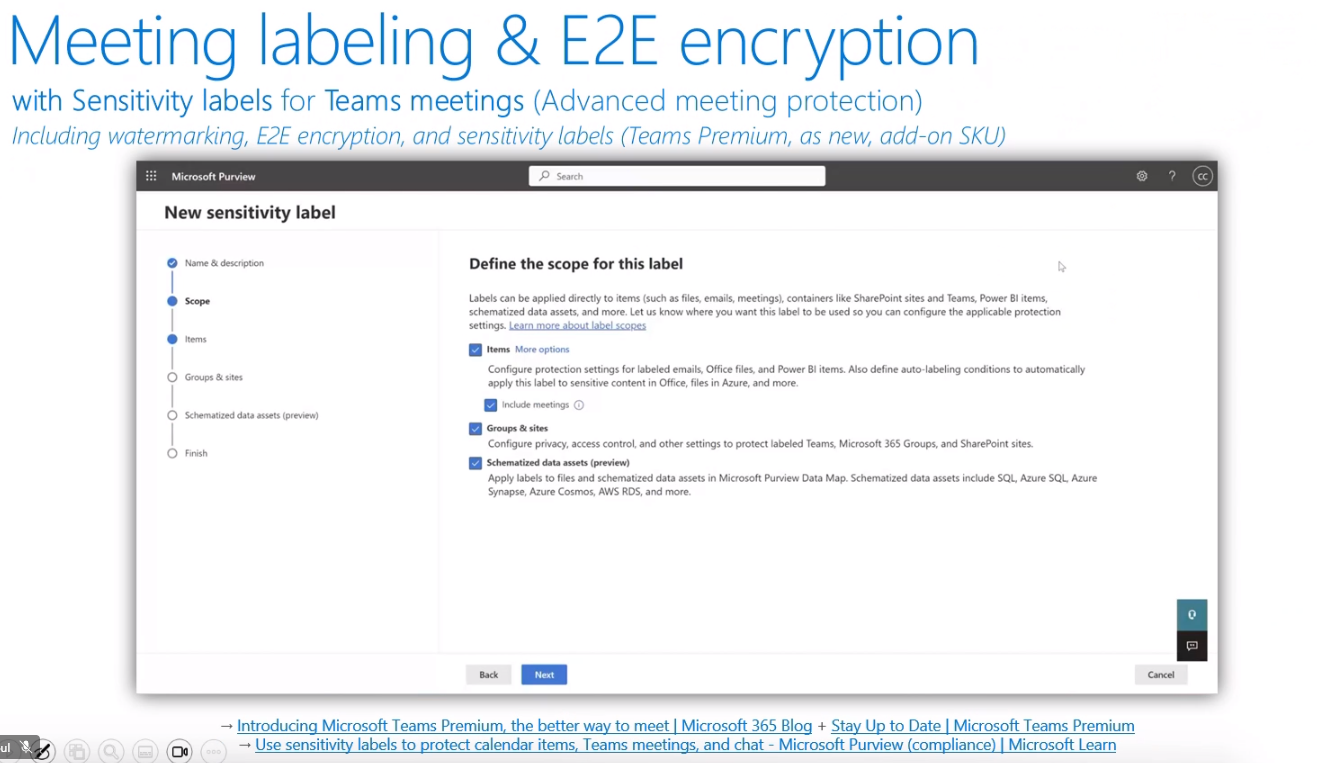 Meeting labeling & E2E encryption
with Sensitivity labels for Teams meetings (Advanced meeting protection)
Including watermarking, E2E encryption, and sensitivity labels (Teams Premium, as new, add-on SKU)
Microsoft Purview
Search
?
CC
New sensitivity label
Name & description
Scope
Items
Groups & sites
Schematized data assets (preview)
Finish
Define the scope for this label
Labels can be applied directly to items (such as files, emails, meetings), containers like SharePoint sites and Teams, Power BI items,
schematized data assets, and more. Let us know where you want this label to be used so you can configure the applicable protection
settings. Learn more about label scopes
Items More options
Configure protection settings for labeled emails, Office files, and Power BI items. Also define auto-labeling conditions to automatically
apply this label to sensitive content in Office, files in Azure, and more.
Include meetings
Groups & sites
Configure privacy, access control, and other settings to protect labeled Teams, Microsoft 365 Groups, and SharePoint sites.
Schematized data assets (preview)
Apply labels to files and schematized data assets in Microsoft Purview Data Map. Schematized data assets include SQL, Azure SQL, Azure
Synapse, Azure Cosmos, AWS RDS, and more.
Back
Next
Cancel
→ Introducing Microsoft Teams Premium, the better way to meet | Microsoft 365 Blog + Stay Up to Date | Microsoft Teams Premium
→ Use sensitivity labels to protect calendar items, Teams meetings, and chat - Microsoft Purview (compliance) | Microsoft Learn
ul